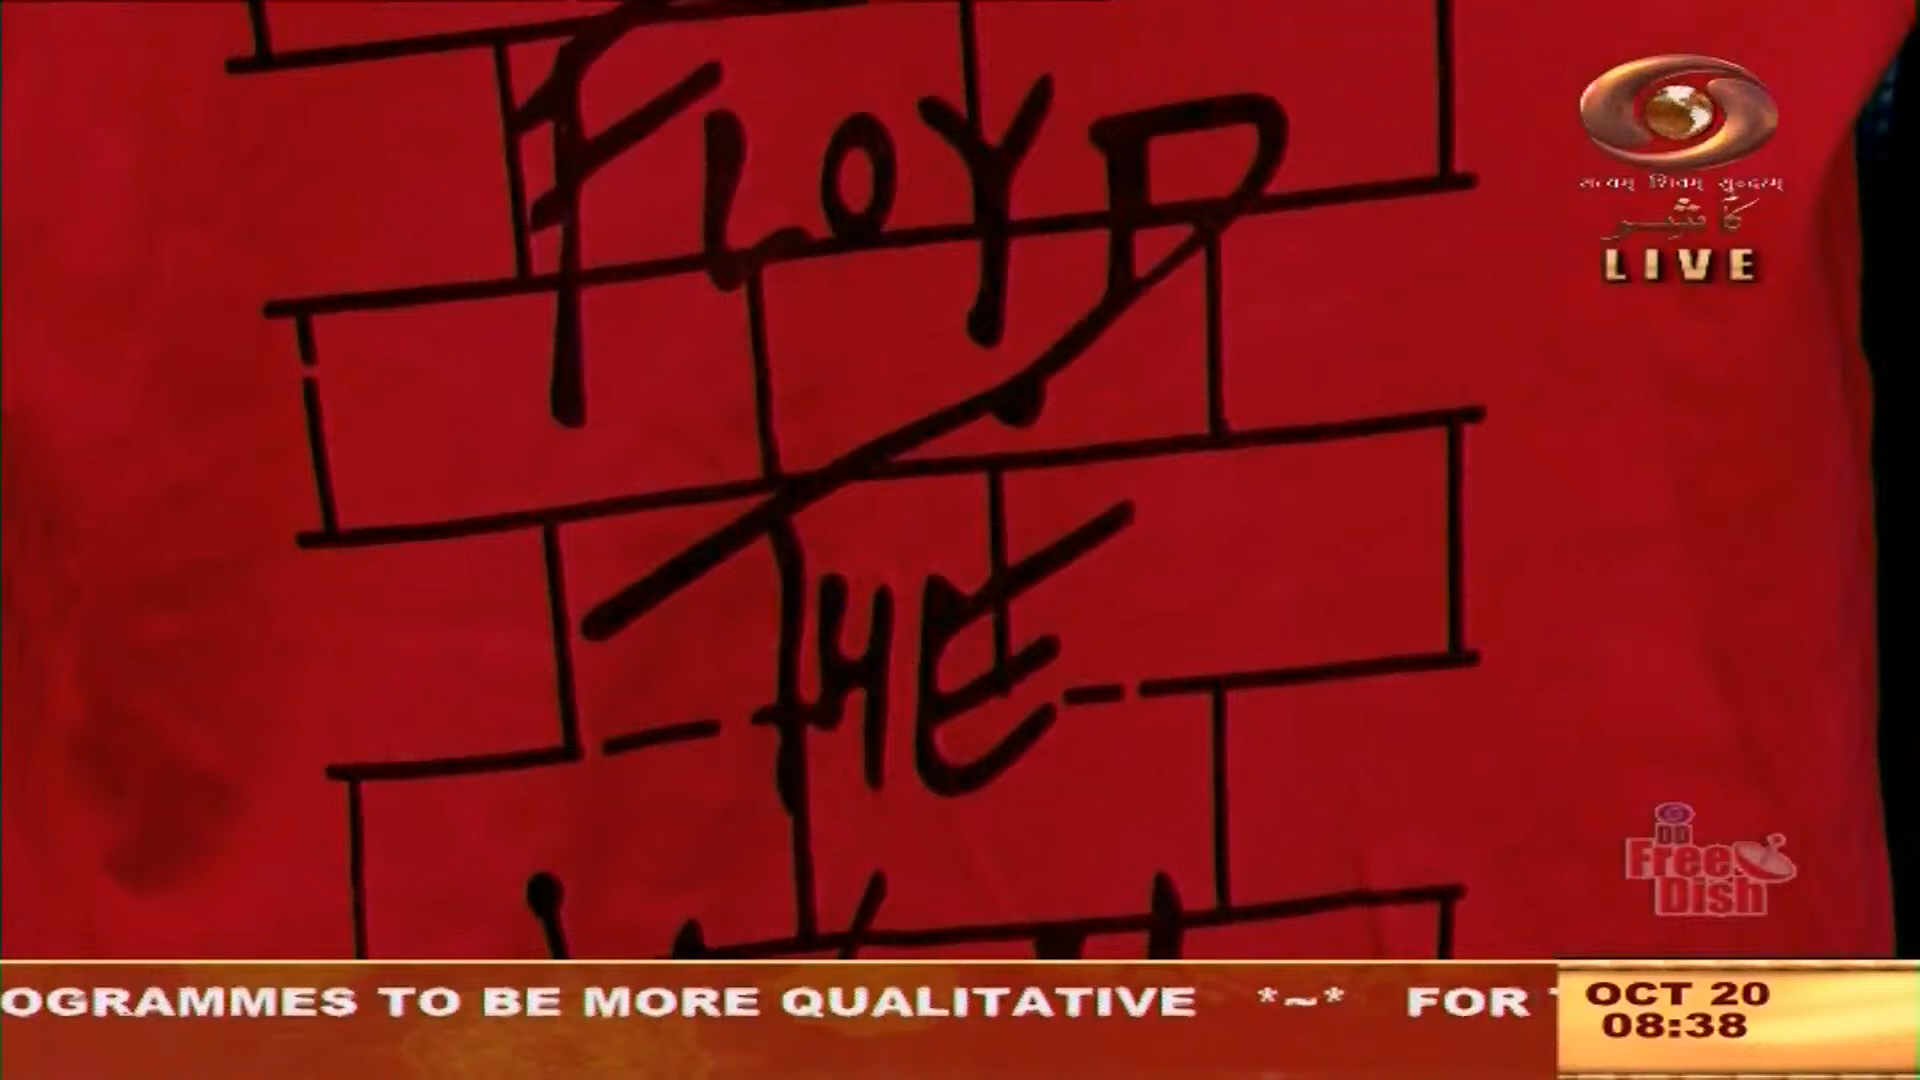 FLOYD
THE
सत्यम् शिवम् सुन्दरम्
كٲشُر
LIVE
DD
Free
Dish
OGRAMMES TO BE MORE QUALITATIVE *~* FOR
OCT 20
08:38